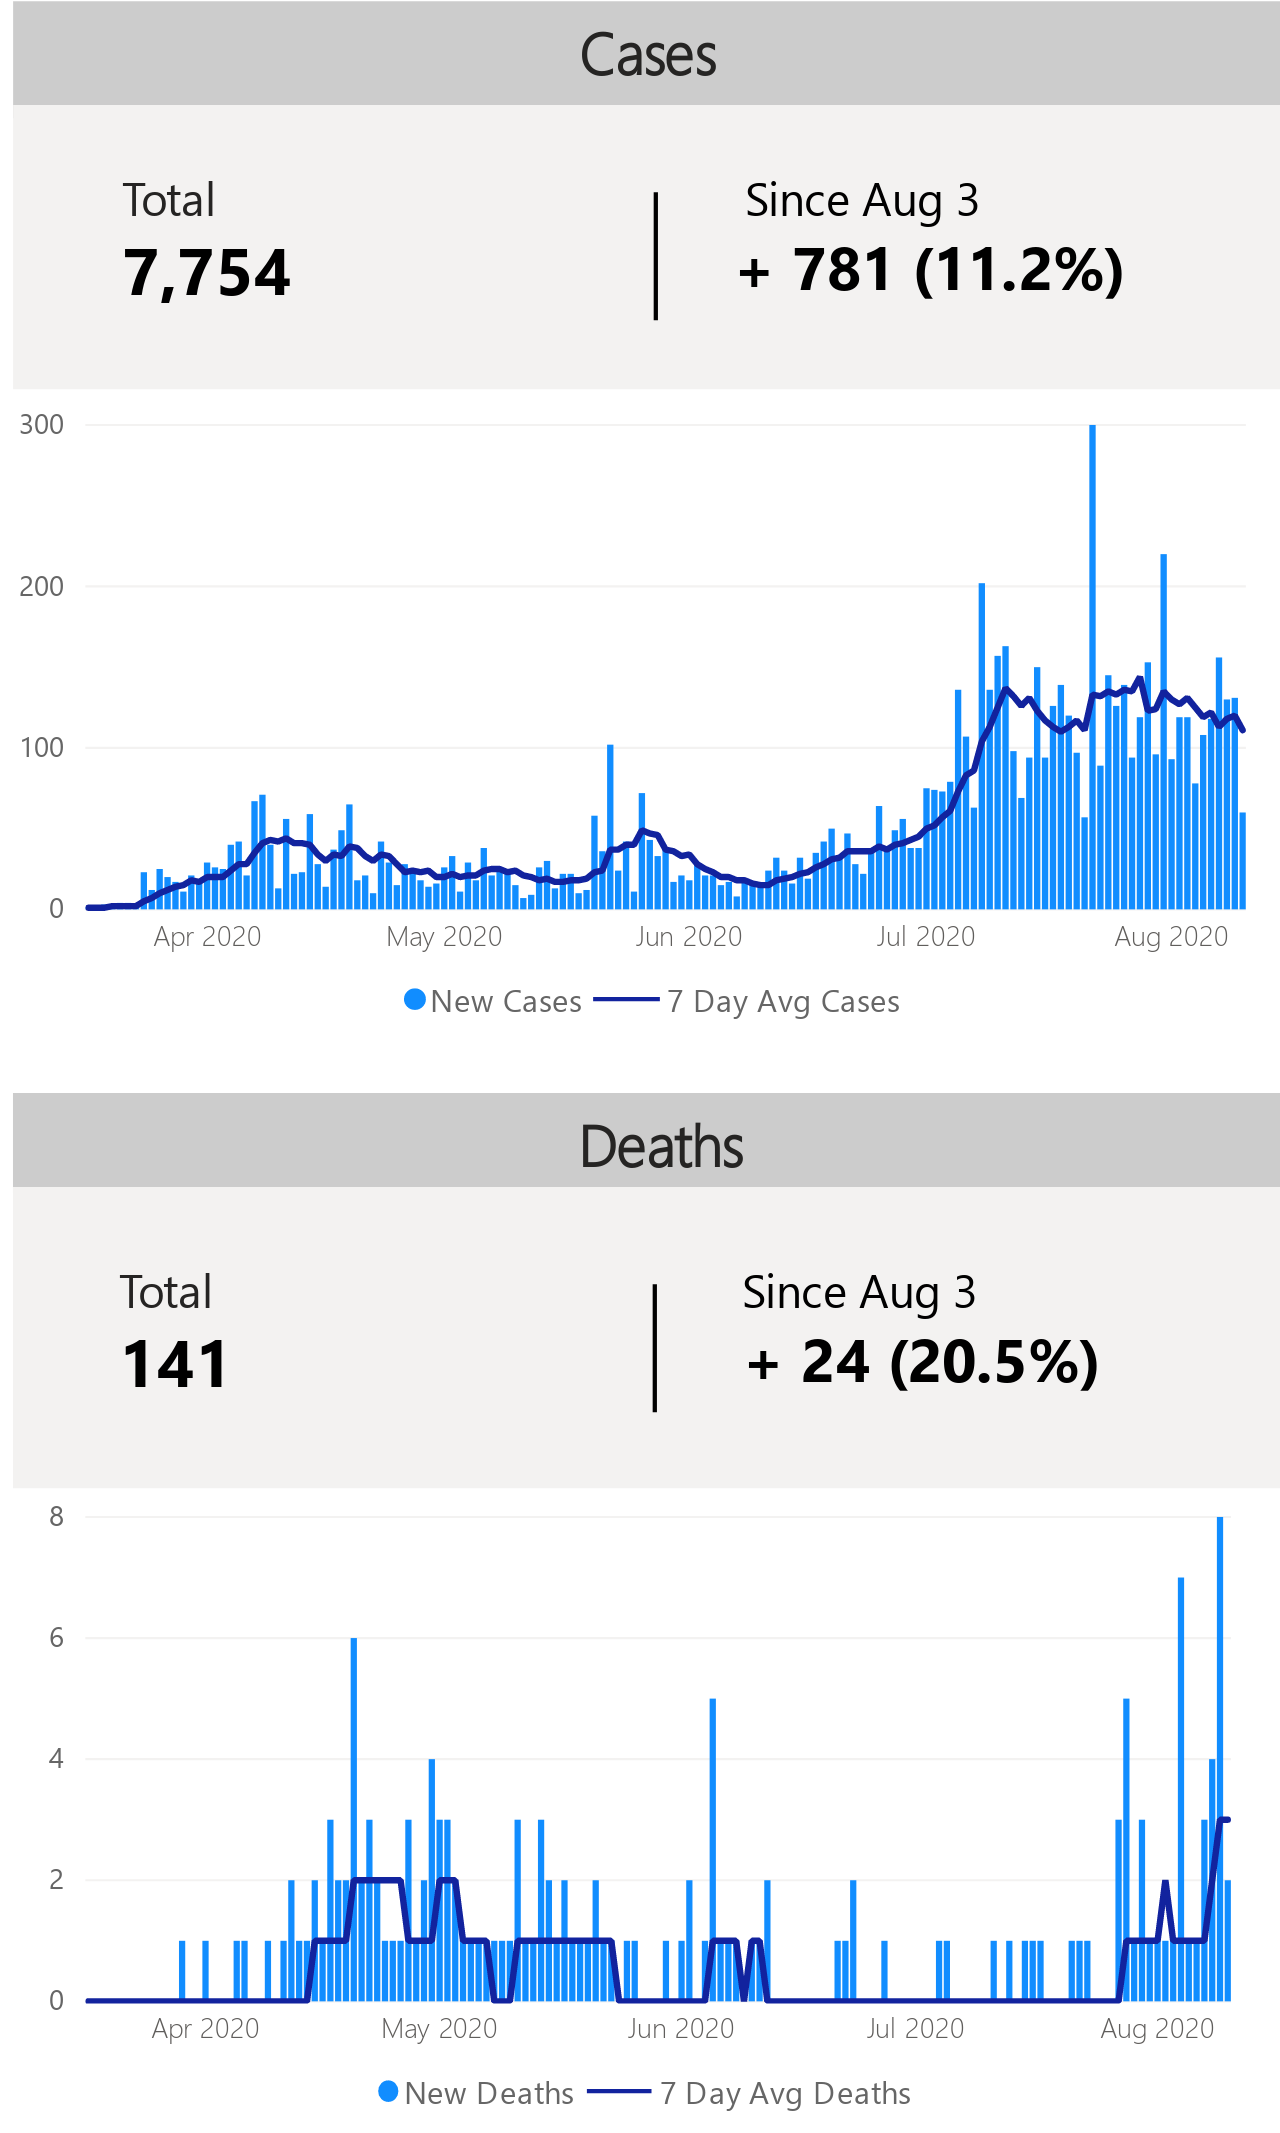 Cases
Total
Since Aug 3
7,754
+ 781 (11.2%)
300
200
100
0
Apr 2020
May 2020
Jun 2020
Jul 2020
Aug 2020
New Cases
7 Day Avg Cases
Deaths
Total
Since Aug 3
141
+ 24 (20.5%)
8
6
4
2
0
Apr 2020
May 2020
Jun 2020
Jul 2020
Aug 2020
New Deaths
7 Day Avg Deaths